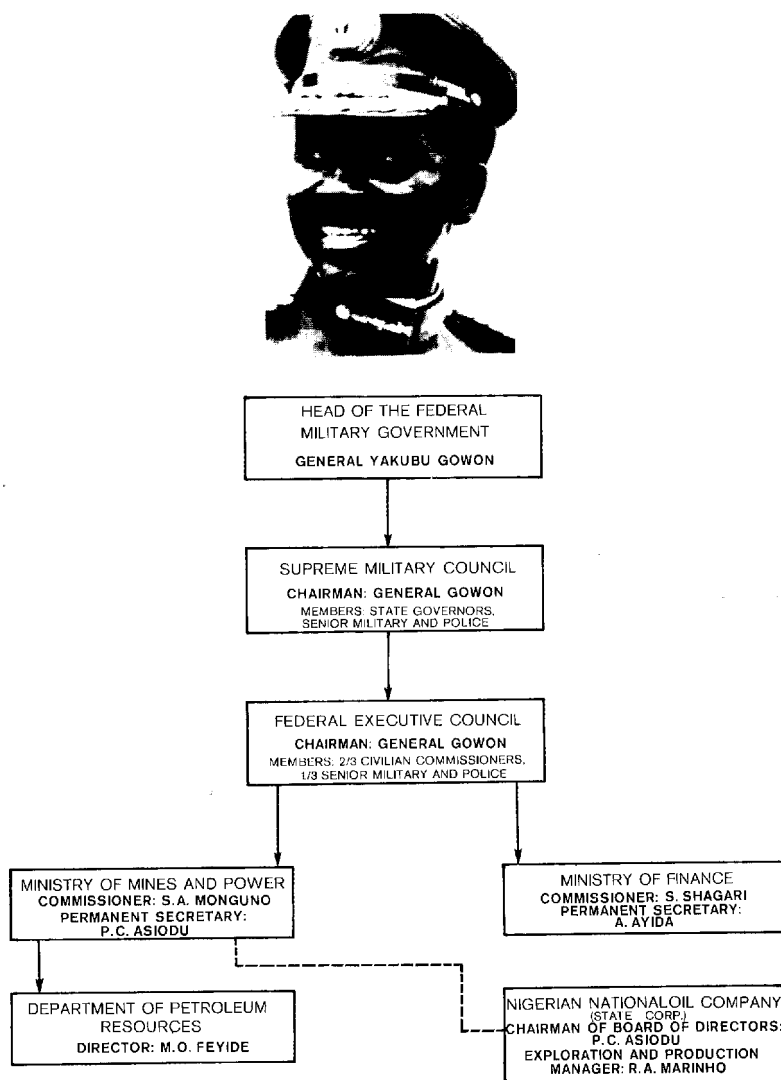 HEAD OF THE FEDERAL
MILITARY GOVERNMENT
GENERAL YAKUBU GOWON
SUPREME MILITARY COUNCIL
CHAIRMAN: GENERAL GOWON
MEMBERS: STATE GOVERNORS,
SENIOR MILITARY AND POLICE
FEDERAL EXECUTIVE COUNCIL
CHAIRMAN: GENERAL GOWON
MEMBERS: 2/3 CIVILIAN COMMISSIONERS,
1/3 SENIOR MILITARY AND POLICE
MINISTRY OF MINES AND POWER
COMMISSIONER: S.A. MONGUNO
PERMANENT SECRETARY:
P.C. ASIODU
MINISTRY OF FINANCE
COMMISSIONER: S. SHAGARI
PERMANENT SECRETARY:
A. AYIDA
DEPARTMENT OF PETROLEUM
RESOURCES
DIRECTOR: M.O. FEYIDE
NIGERIAN NATIONALOIL COMPANY
(STATE CORP.)
CHAIRMAN OF BOARD OF DIRECTORS:
P.C. ASIODU
EXPLORATION AND PRODUCTION
MANAGER: R.A. MARINHO